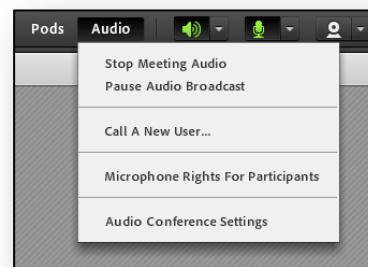 Pods Audio
Stop Meeting Audio
Pause Audio Broadcast
Call A New User...
Microphone Rights For Participants
Audio Conference Settings